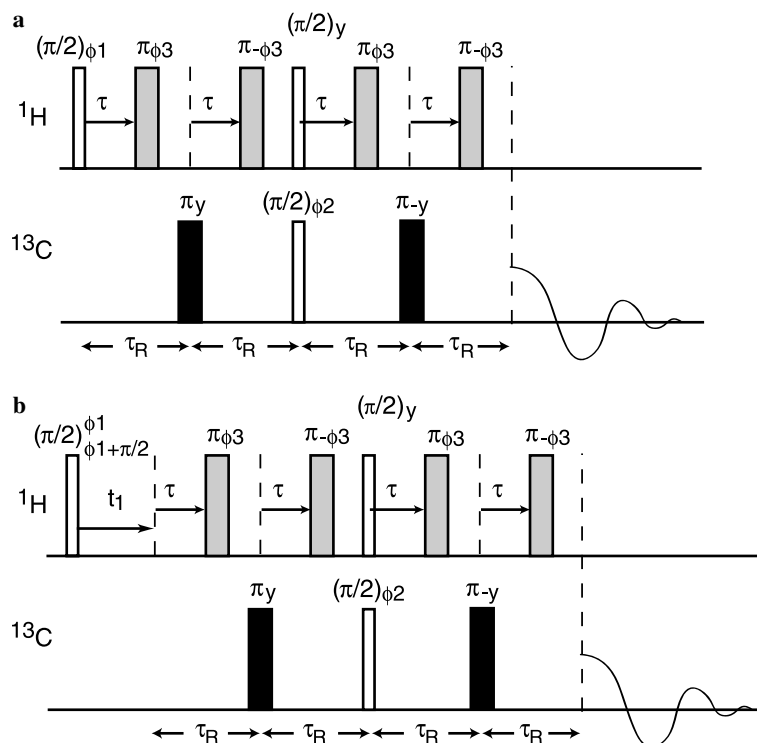 a
(π/2)y
(π/2)ϕ1 πϕ3 π-ϕ3 πϕ3 π-ϕ3
τ τ τ τ
1H
πy (π/2)ϕ2 π-y
13C
τR τR τR τR
b
(π/2)y
(π/2)ϕ1 ϕ1+π/2 πϕ3 π-ϕ3 πϕ3 π-ϕ3
t1 τ τ τ τ
1H
πy (π/2)ϕ2 π-y
13C
τR τR τR τR